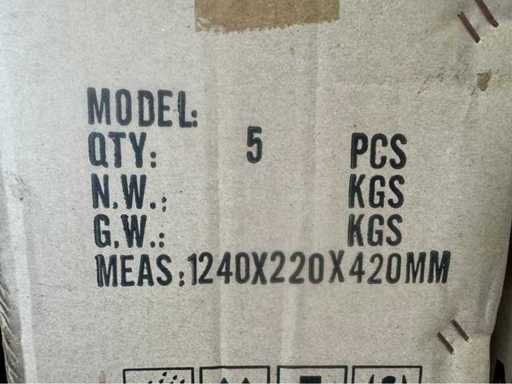 MODEL:
QTY: 5 PCS
N.W.: KGS
G.W.: KGS
MEAS:1240X220X420MM